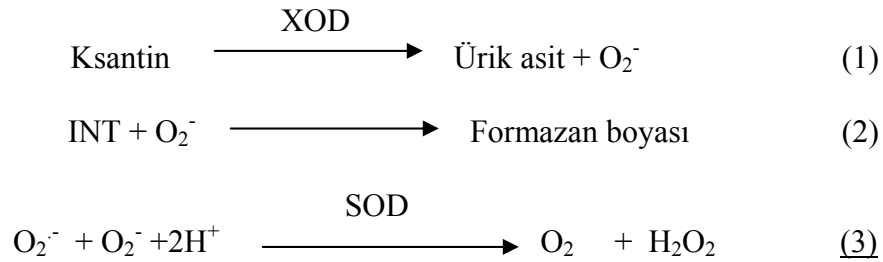 XOD
Ksantin → Ürik asit + O₂⁻ (1)
INT + O₂⁻ → Formazan boyası (2)
SOD
O₂·⁻ + O₂⁻ +2H⁺ → O₂ + H₂O₂ (3)